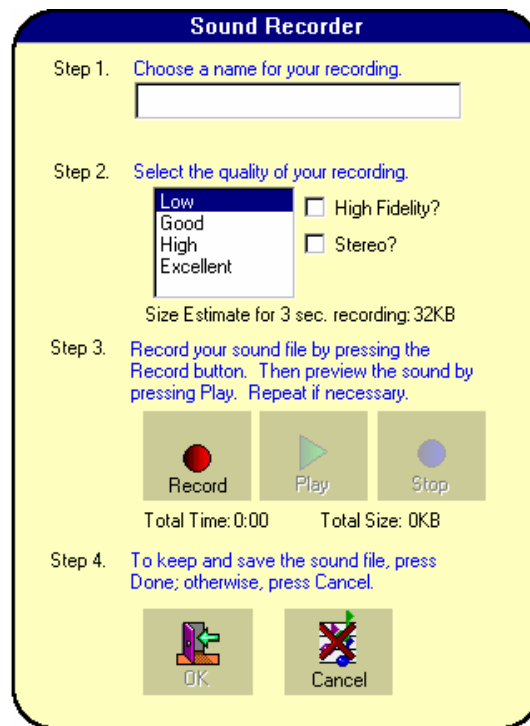 Sound Recorder
Step 1. Choose a name for your recording.
Step 2. Select the quality of your recording.
Low
Good
High
Excellent
High Fidelity?
Stereo?
Size Estimate for 3 sec. recording: 32KB
Step 3. Record your sound file by pressing the
Record button. Then preview the sound by
pressing Play. Repeat if necessary.
Record Play Stop
Total Time: 0:00 Total Size: 0KB
Step 4. To keep and save the sound file, press
Done; otherwise, press Cancel.
OK Cancel